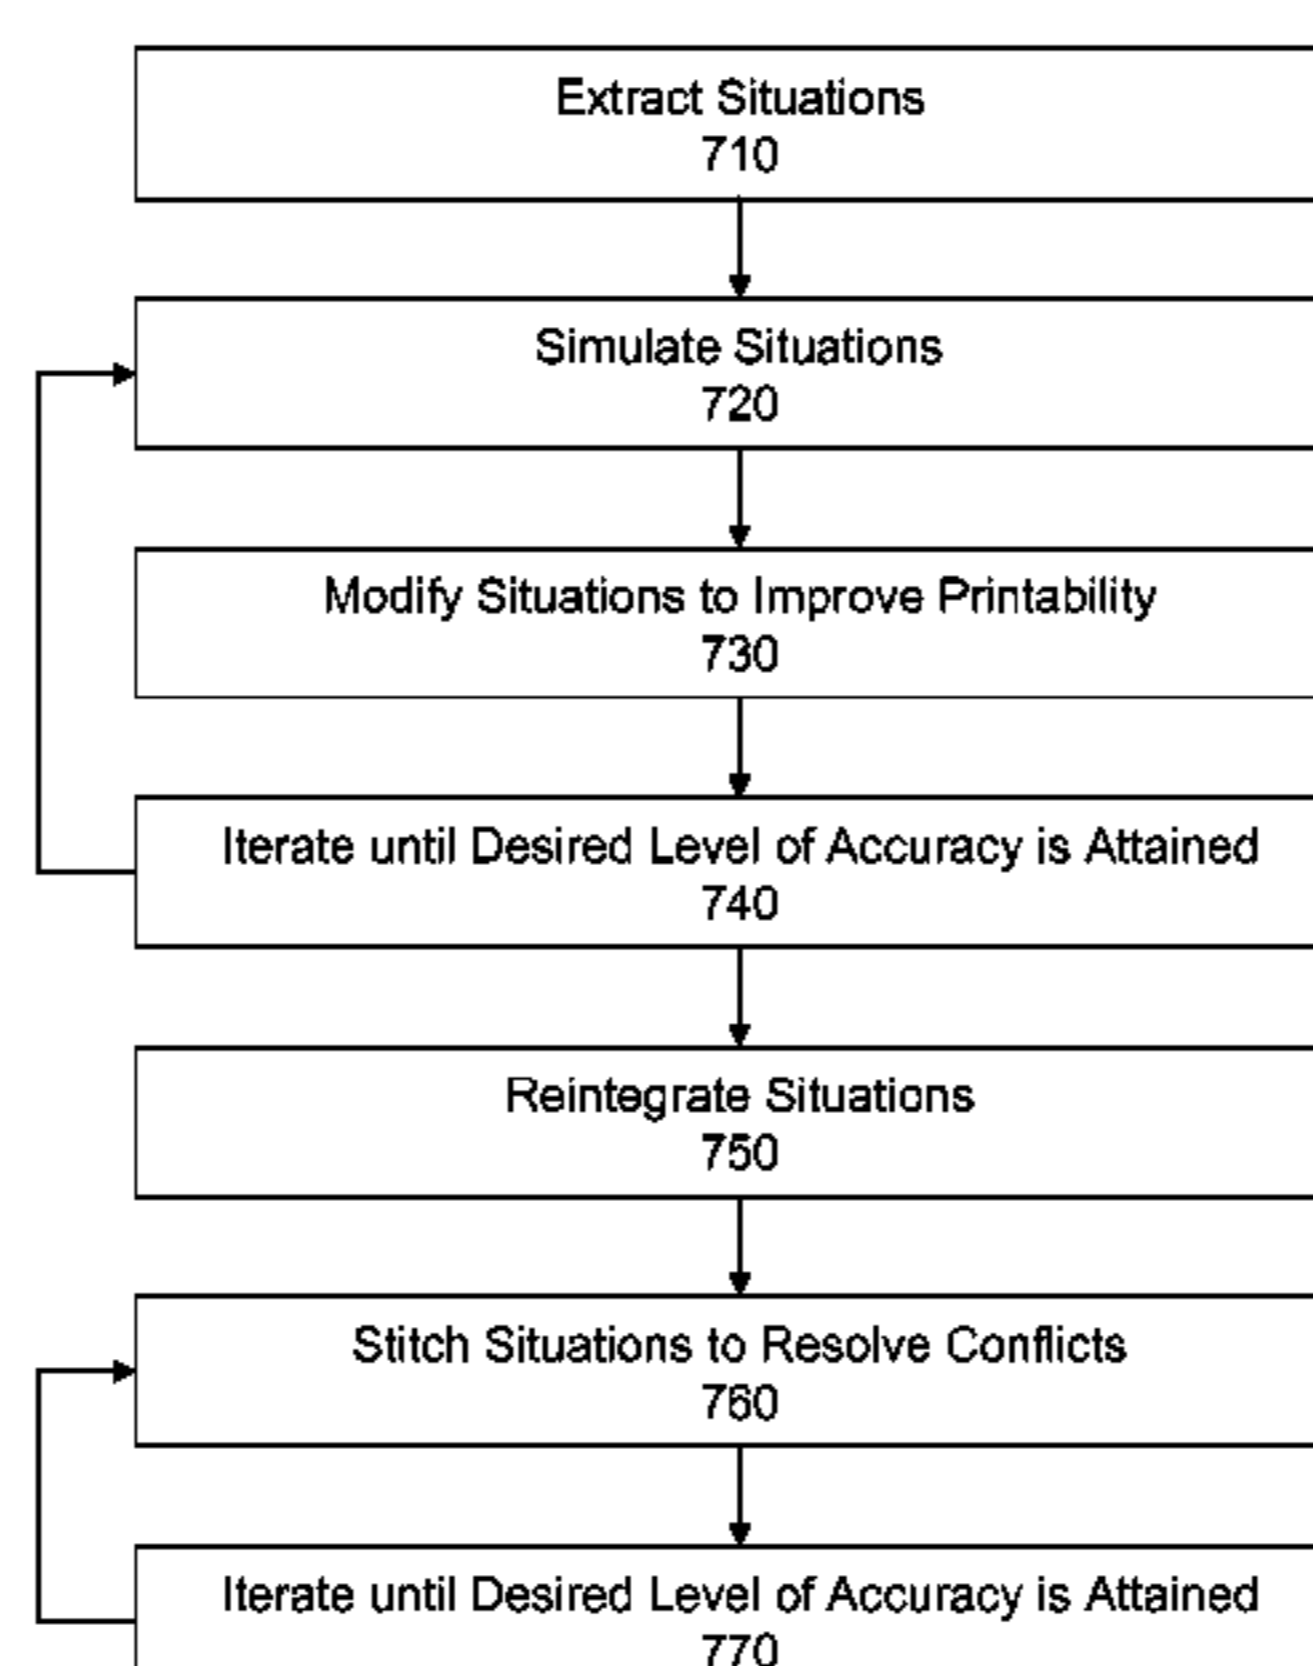 Extract Situations
710
Simulate Situations
720
Modify Situations to Improve Printability
730
Iterate until Desired Level of Accuracy is Attained
740
Reintegrate Situations
750
Stitch Situations to Resolve Conflicts
760
Iterate until Desired Level of Accuracy is Attained
770